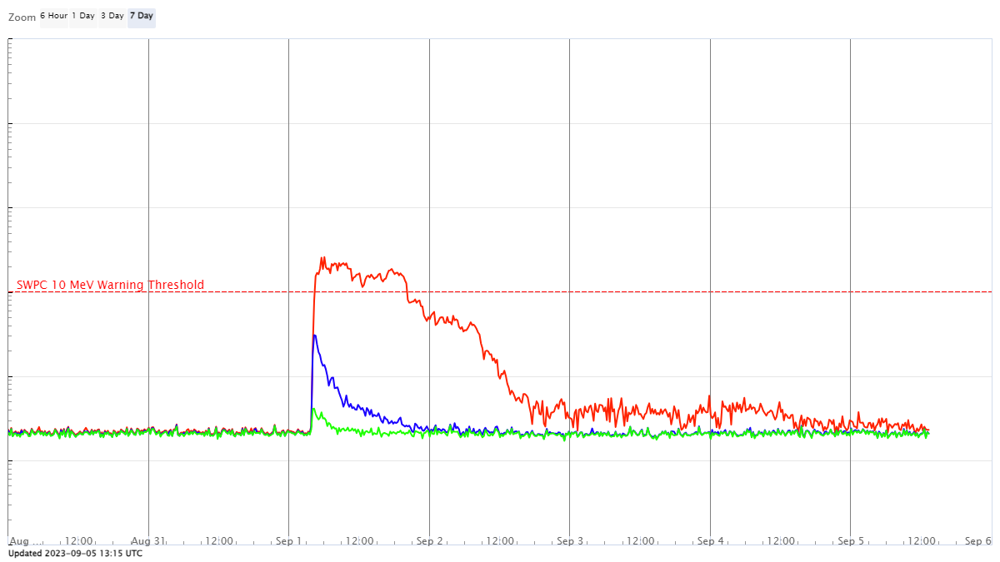 Zoom 6 Hour 1 Day 3 Day 7 Day
SWPC 10 MeV Warning Threshold
Aug ... 12:00 Aug 31 12:00 Sep 1 12:00 Sep 2 12:00 Sep 3 12:00 Sep 4 12:00 Sep 5 12:00 Sep 6
Updated 2023-09-05 13:15 UTC